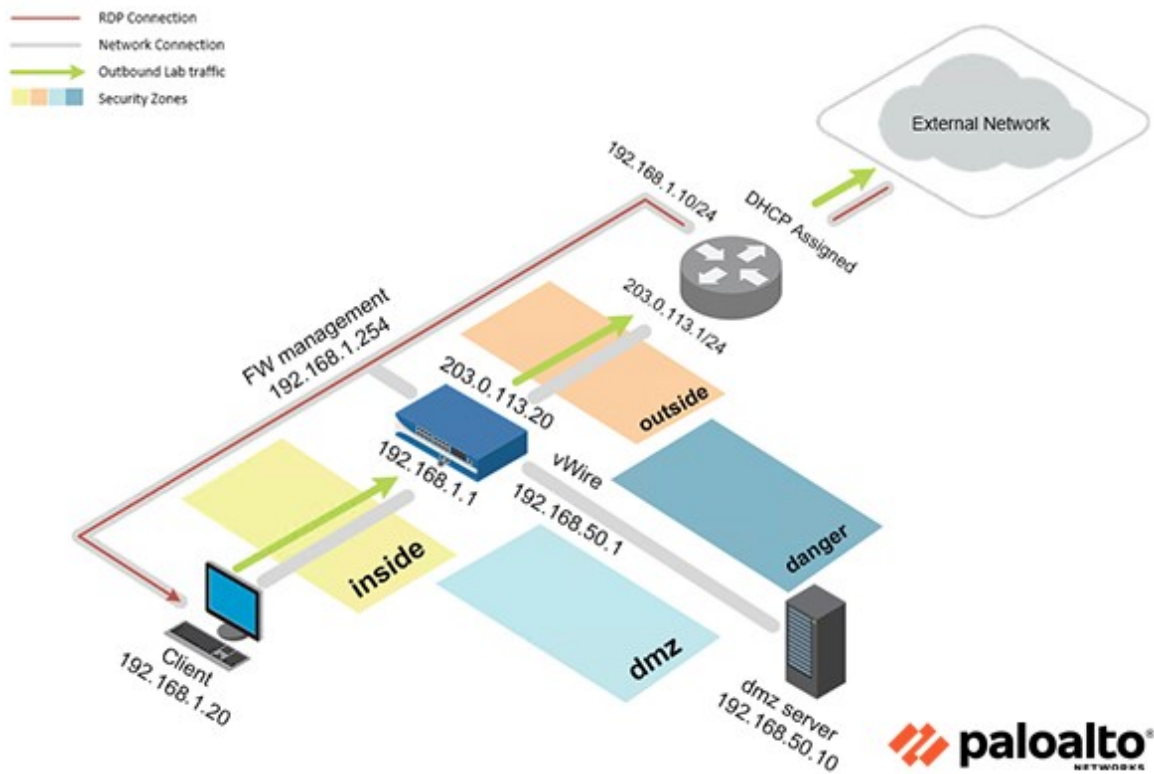 RDP Connection
Network Connection
Outbound Lab traffic
Security Zones
External Network
192.168.1.10/24
DHCP Assigned
203.0.113.1/24
FW management
192.168.1.254
203.0.113.20
outside
192.168.1.1
vWire
192.168.50.1
danger
inside
dmz
Client
192.168.1.20
dmz server
192.168.50.10
paloalto®
NETWORKS